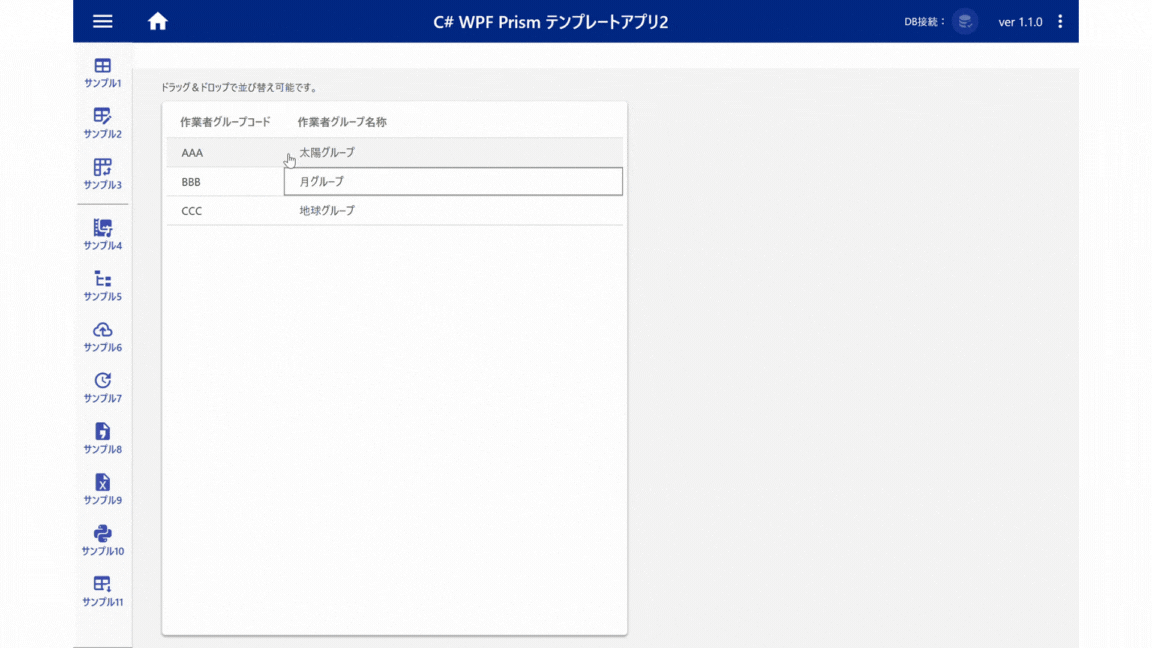 C# WPF Prism テンプレートアプリ2
DB接続：
ver 1.1.0
サンプル1
サンプル2
サンプル3
サンプル4
サンプル5
サンプル6
サンプル7
サンプル8
サンプル9
サンプル10
サンプル11
ドラッグ＆ドロップで並び替え可能です。
作業者グループコード 作業者グループ名称
AAA 太陽グループ
BBB 月グループ
CCC 地球グループ